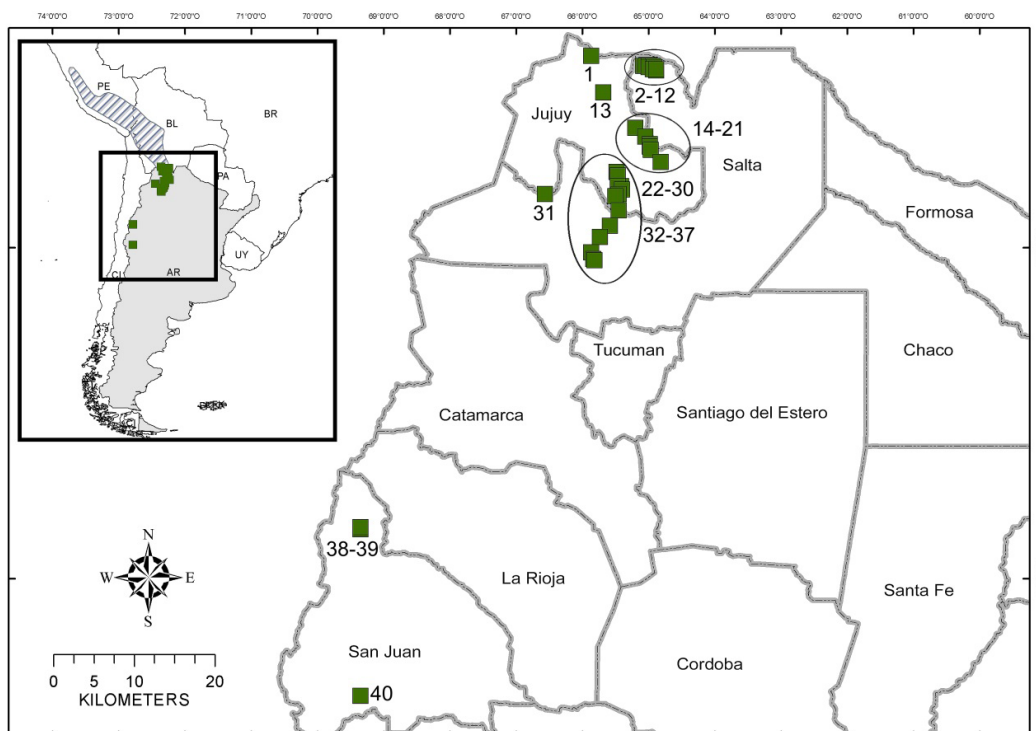 74°0'0"O 73°0'0"O 72°0'0"O 71°0'0"O 70°0'0"O 69°0'0"O 68°0'0"O 67°0'0"O 66°0'0"O 65°0'0"O 64°0'0"O 63°0'0"O 62°0'0"O 61°0'0"O 60°0'0"O
PE
BL
BR
PA
UY
CL
AR
1
2-12
13
Jujuy
14-21
Salta
22-30
31
32-37
Formosa
Tucuman
Chaco
Catamarca
Santiago del Estero
38-39
La Rioja
Santa Fe
San Juan
Cordoba
40
N
W
E
S
0 5 10 20
KILOMETERS